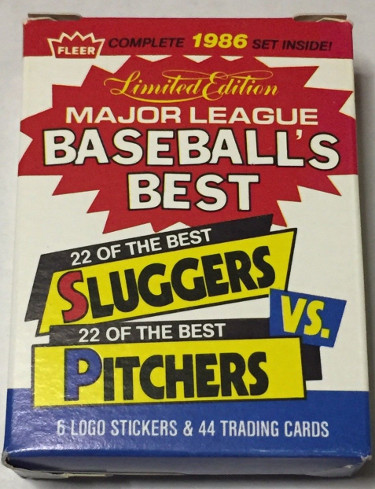 FLEER COMPLETE 1986 SET INSIDE!
Limited Edition
MAJOR LEAGUE
BASEBALL'S
BEST
22 OF THE BEST
SLUGGERS
VS.
22 OF THE BEST
PITCHERS
6 LOGO STICKERS & 44 TRADING CARDS